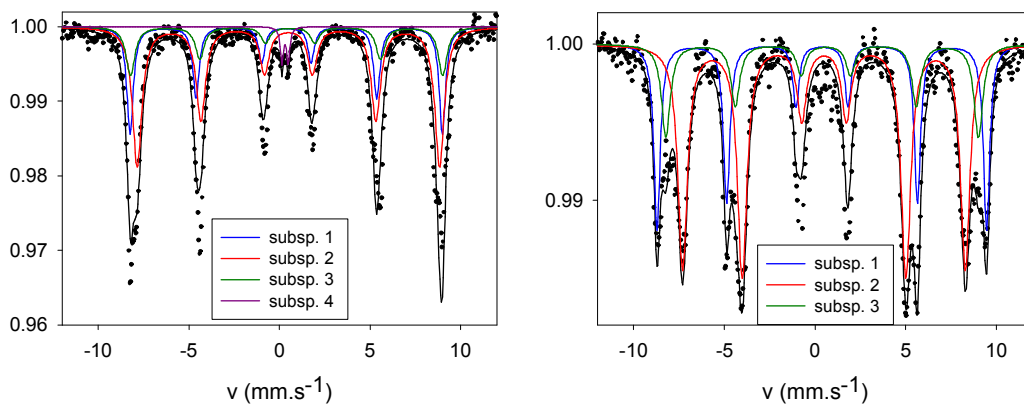 1.00
0.99
0.98
0.97
0.96
subsp. 1
subsp. 2
subsp. 3
subsp. 4
-10 -5 0 5 10
v (mm.s-1)
1.00
0.99
subsp. 1
subsp. 2
subsp. 3
-10 -5 0 5 10
v (mm.s-1)